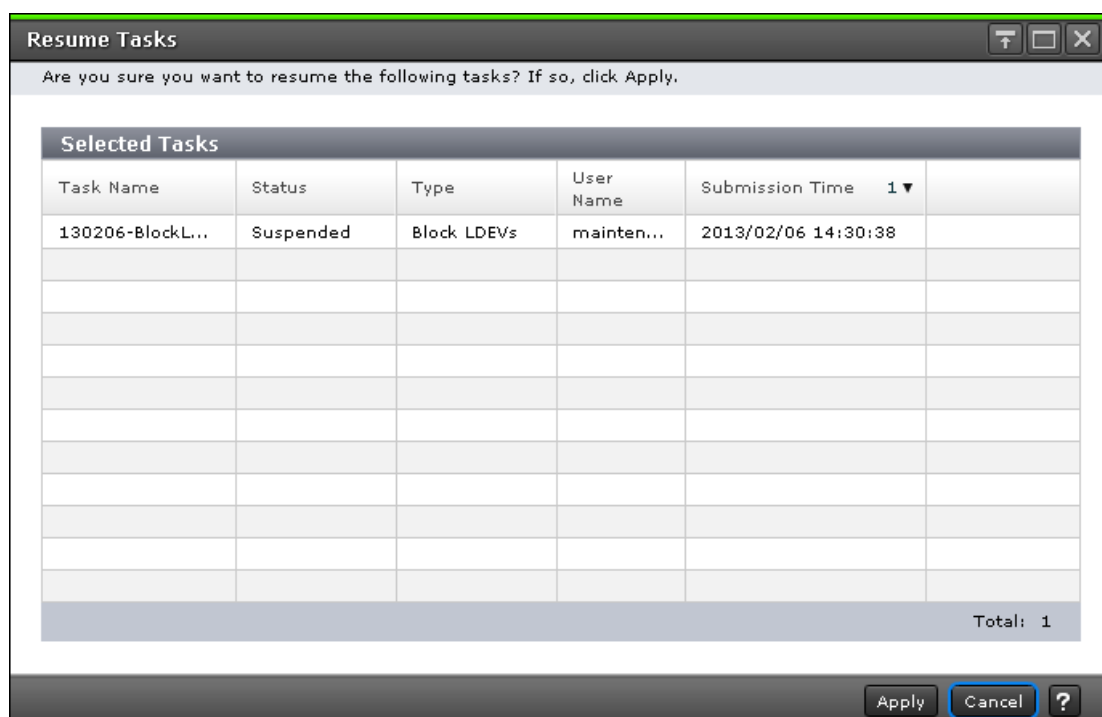 Resume Tasks
Are you sure you want to resume the following tasks? If so, click Apply.
Selected Tasks
Task Name Status Type User Name Submission Time 1▼
130206-BlockL... Suspended Block LDEVs mainten... 2013/02/06 14:30:38
Total: 1
Apply Cancel ?